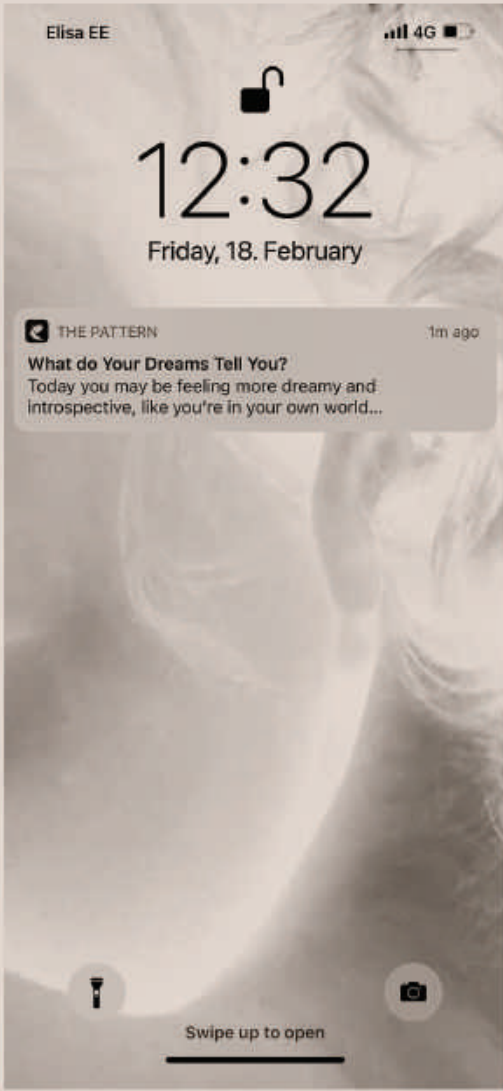 Elisa EE
4G
12:32
Friday, 18. February
THE PATTERN 1m ago
What do Your Dreams Tell You?
Today you may be feeling more dreamy and
introspective, like you're in your own world...
Swipe up to open